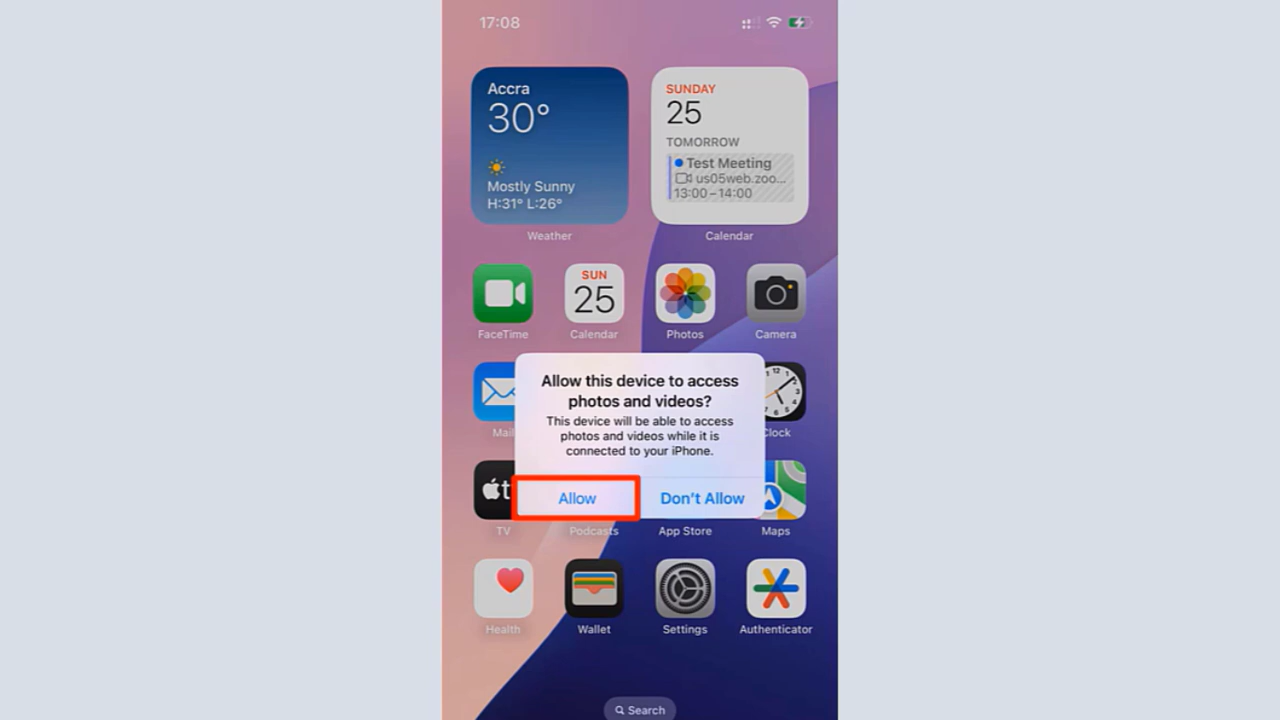 17:08
Accra
30°
Mostly Sunny
H:31° L:26°
Weather
SUNDAY
25
TOMORROW
Test Meeting
us05web.zoo...
13:00 – 14:00
Calendar
FaceTime
SUN
25
Calendar
Photos
Camera
Mail
12
Clock
Allow this device to access
photos and videos?
This device will be able to access
photos and videos while it is
connected to your iPhone.
Allow
Don't Allow
TV
Podcasts
App Store
Maps
Health
Wallet
Settings
Authenticator
Search